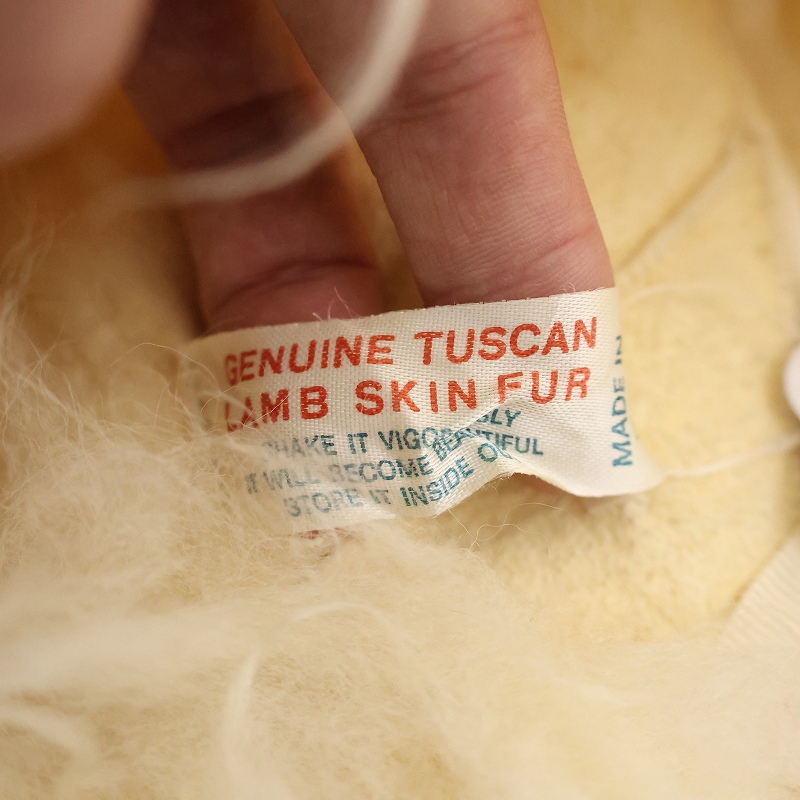 GENUINE TUSCAN
LAMB SKIN FUR
SHAKE IT VIGOROUSLY
IT WILL BECOME BEAUTIFUL
STORE IT INSIDE OUT
MADE IN